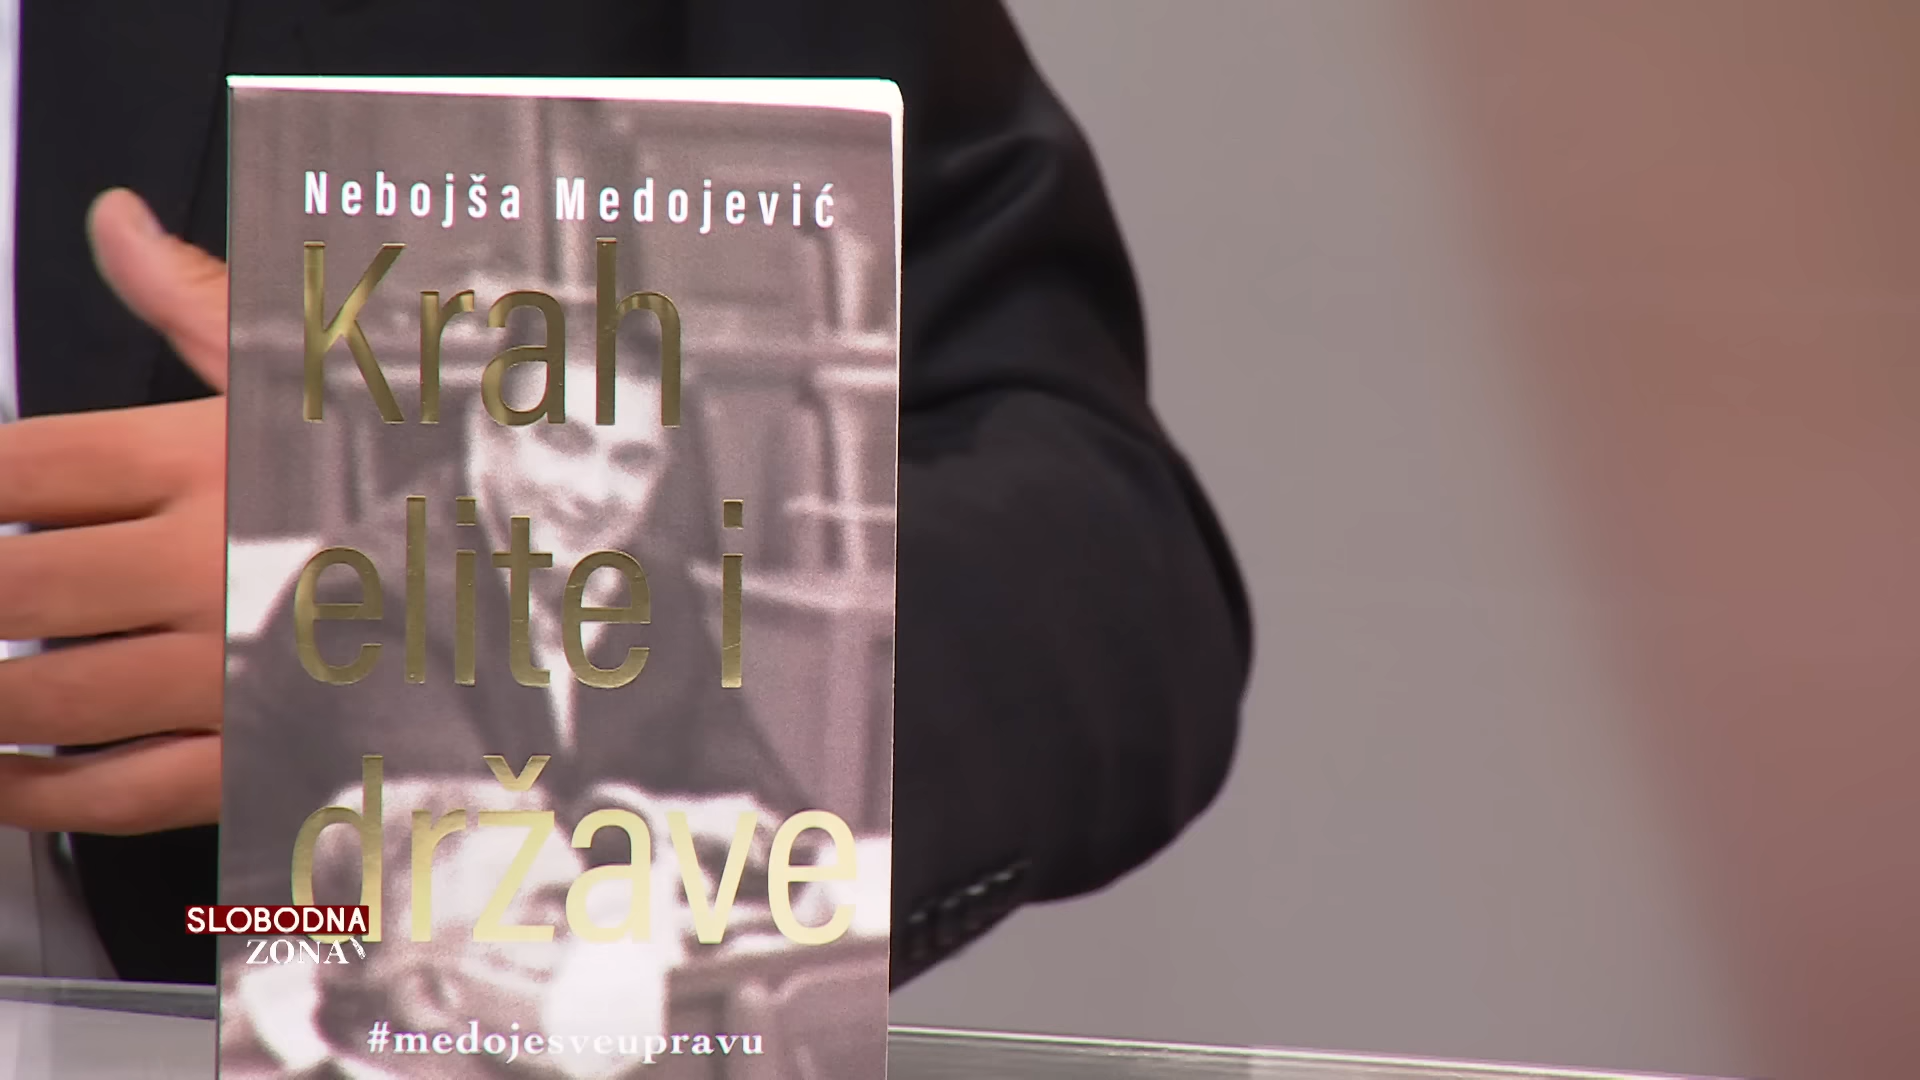 Nebojša Medojević
Krah
elite i
države
SLOBODNA
ZONA
#medojesveupravu